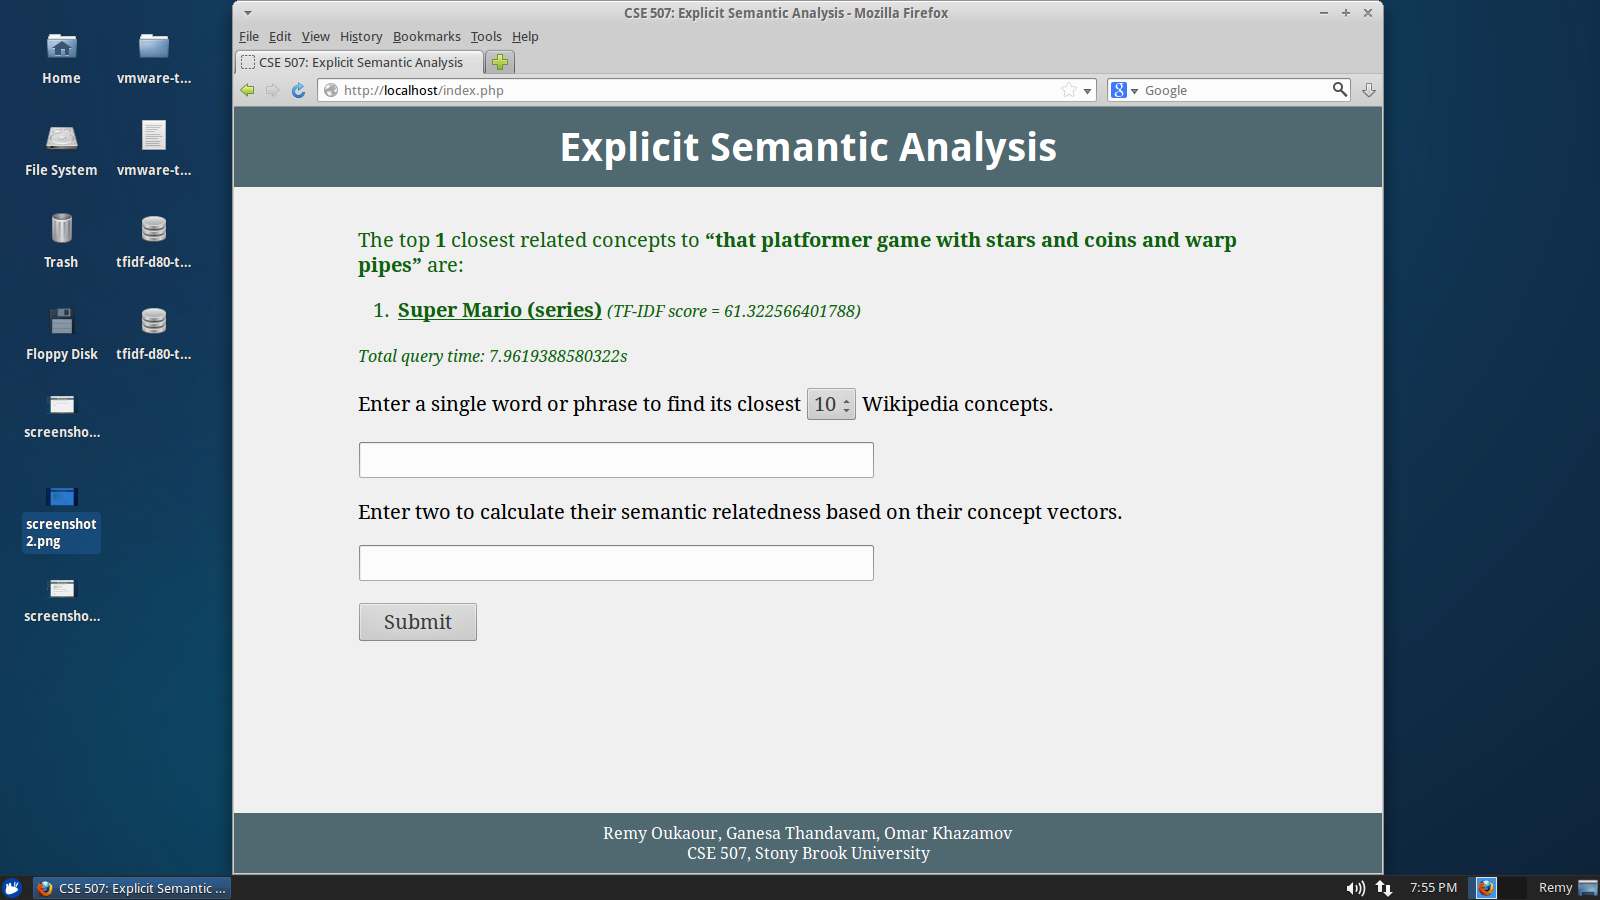 CSE 507: Explicit Semantic Analysis - Mozilla Firefox
File Edit View History Bookmarks Tools Help
CSE 507: Explicit Semantic Analysis
http://localhost/index.php
8 Google
Home
vmware-t...
File System
vmware-t...
Trash
tfidf-d80-t...
Floppy Disk
tfidf-d80-t...
screensho...
screenshot
2.png
screensho...
Explicit Semantic Analysis
The top 1 closest related concepts to “that platformer game with stars and coins and warp
pipes” are:
1. Super Mario (series) (TF-IDF score = 61.322566401788)
Total query time: 7.9619388580322s
Enter a single word or phrase to find its closest 10 Wikipedia concepts.
Enter two to calculate their semantic relatedness based on their concept vectors.
Submit
Remy Oukaour, Ganesa Thandavam, Omar Khazamov
CSE 507, Stony Brook University
CSE 507: Explicit Semantic ...
7:55 PM
Remy